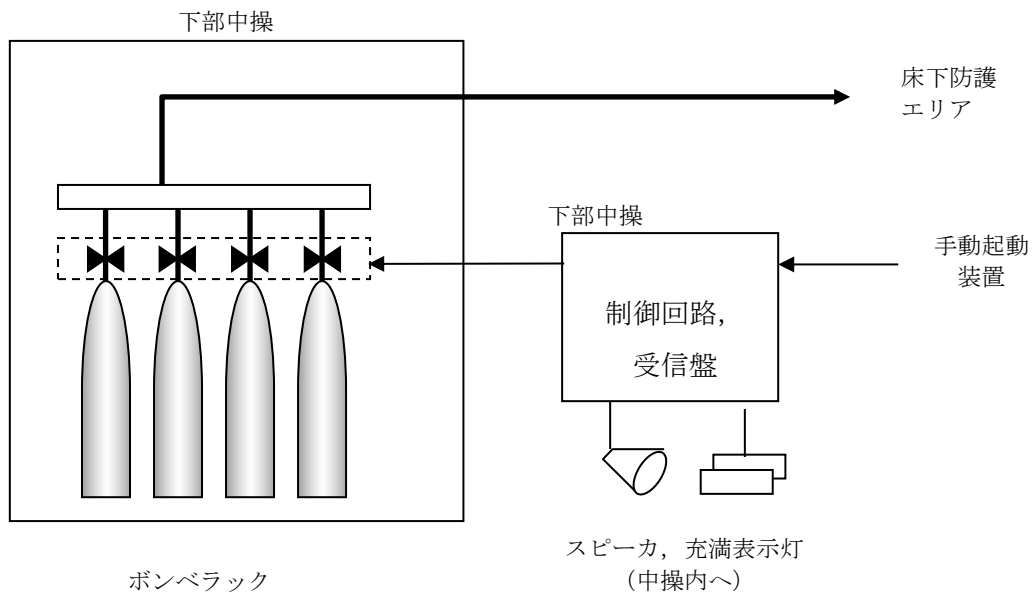 下部中操
床下防護
エリア
下部中操
手動起動
装置
制御回路,
受信盤
スピーカ，充満表示灯
（中操内へ）
ボンベラック